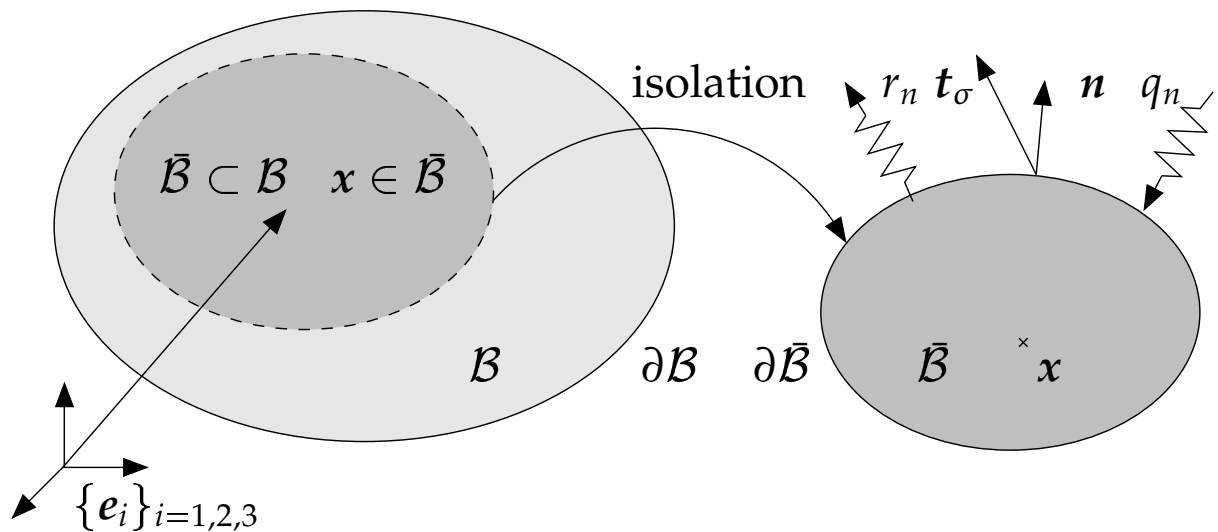 isolation
r_n t_σ n q_n
B̄ ⊂ B x ∈ B̄
B ∂B ∂B̄ B̄ x
{e_i}_{i=1,2,3}